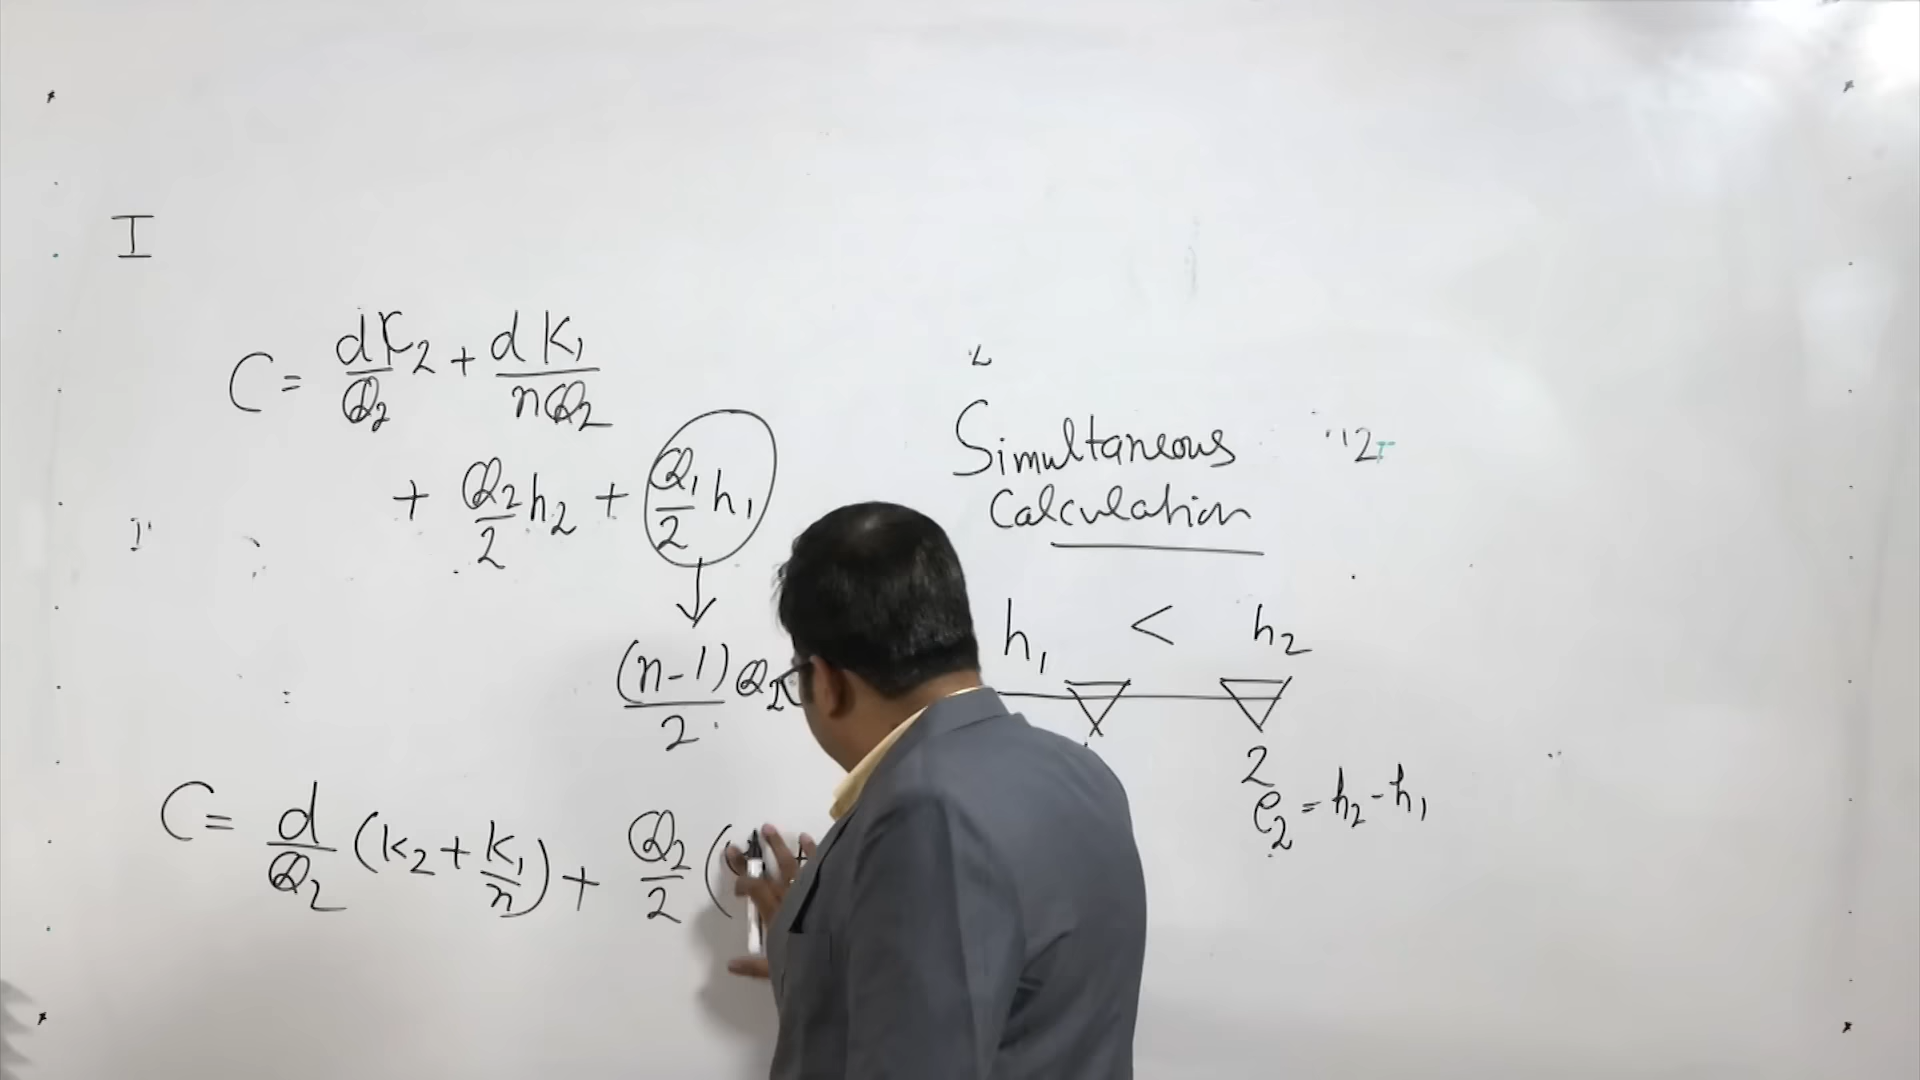 I
C = dK2/Q2 + dK1/nQ2
+ Q2/2 h2 + Q1/2 h1
↓
(n-1)Q2/2
C = d/Q2 (K2 + K1/n) + Q2/2 (
Simultaneous
Calculation
h1 < h2
2
e2 = h2 - h1